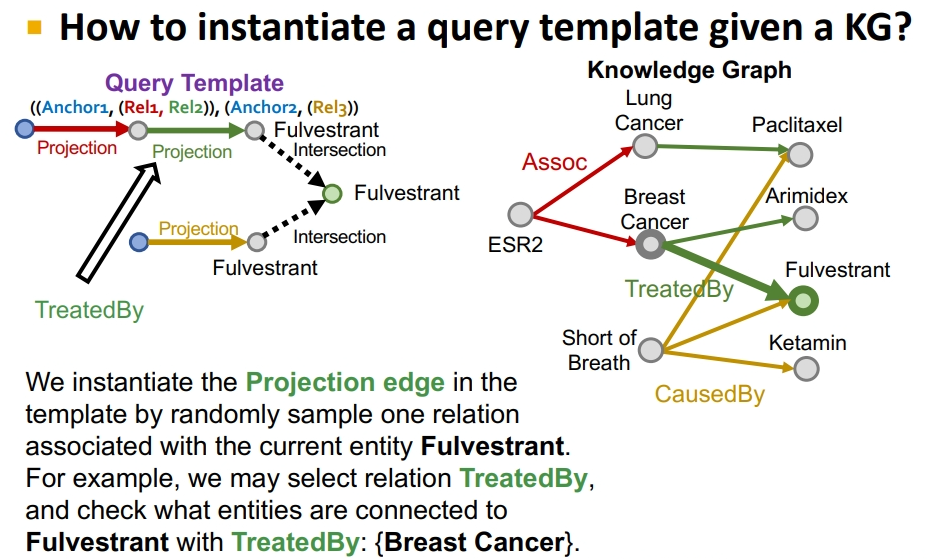 How to instantiate a query template given a KG?
Query Template
((Anchor1, (Rel1, Rel2)), (Anchor2, (Rel3))
Projection
Projection
Fulvestrant
Intersection
Fulvestrant
Projection
Intersection
Fulvestrant
TreatedBy
Knowledge Graph
Lung
Cancer
Paclitaxel
Assoc
Breast
Cancer
Arimidex
ESR2
TreatedBy
Fulvestrant
Short of
Breath
Ketamin
CausedBy
We instantiate the Projection edge in the
template by randomly sample one relation
associated with the current entity Fulvestrant.
For example, we may select relation TreatedBy,
and check what entities are connected to
Fulvestrant with TreatedBy: {Breast Cancer}.